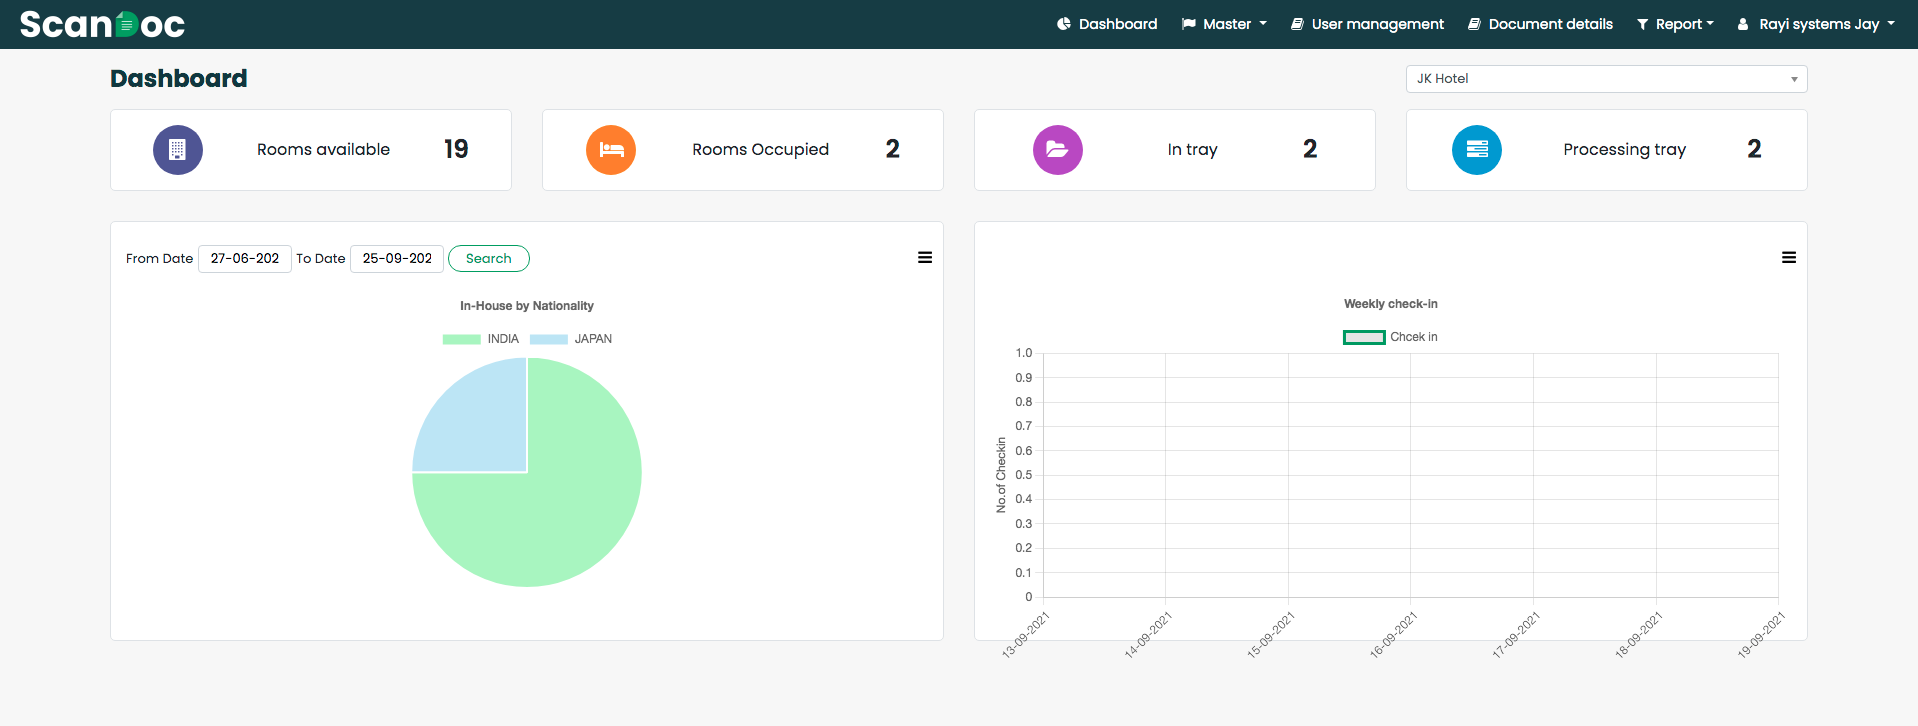 ScanDoc
Dashboard Master User management Document details Report Rayi systems Jay
Dashboard
JK Hotel
Rooms available 19
Rooms Occupied 2
In tray 2
Processing tray 2
From Date 27-06-202 To Date 25-09-202 Search
In-House by Nationality
INDIA JAPAN
Weekly check-in
Chcek in
No.of Checkin
1.0
0.9
0.8
0.7
0.6
0.5
0.4
0.3
0.2
0.1
0
13-09-2021 14-09-2021 15-09-2021 16-09-2021 17-09-2021 18-09-2021 19-09-2021